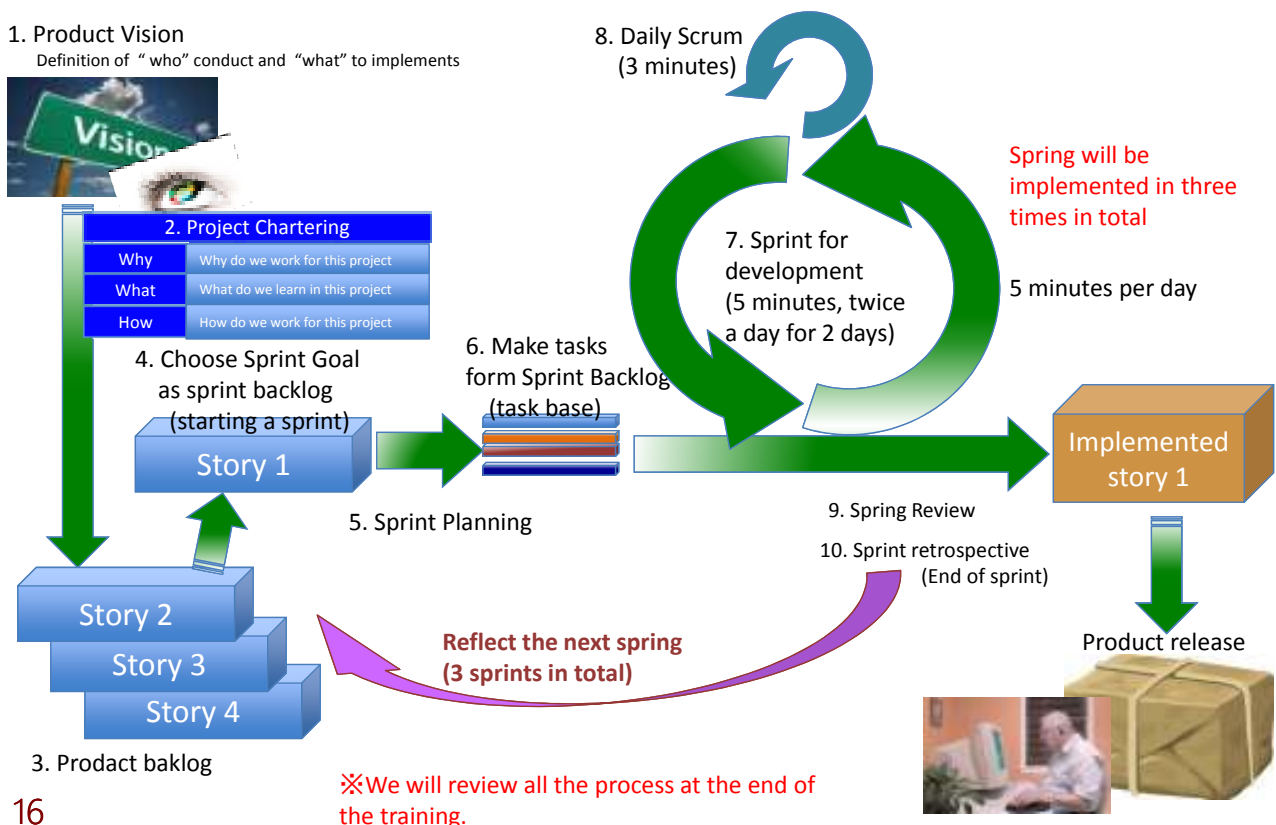 1. Product Vision
Definition of “ who” conduct and “what” to implements
Vision
2. Project Chartering
Why
Why do we work for this project
What
What do we learn in this project
How
How do we work for this project
4. Choose Sprint Goal
as sprint backlog
(starting a sprint)
Story 1
5. Sprint Planning
6. Make tasks
form Sprint Backlog
(task base)
8. Daily Scrum
(3 minutes)
7. Sprint for
development
(5 minutes, twice
a day for 2 days)
Spring will be
implemented in three
times in total
5 minutes per day
Implemented
story 1
9. Spring Review
10. Sprint retrospective
(End of sprint)
Story 2
Story 3
Story 4
3. Prodact baklog
Reflect the next spring
(3 sprints in total)
Product release
※We will review all the process at the end of
the training.
16